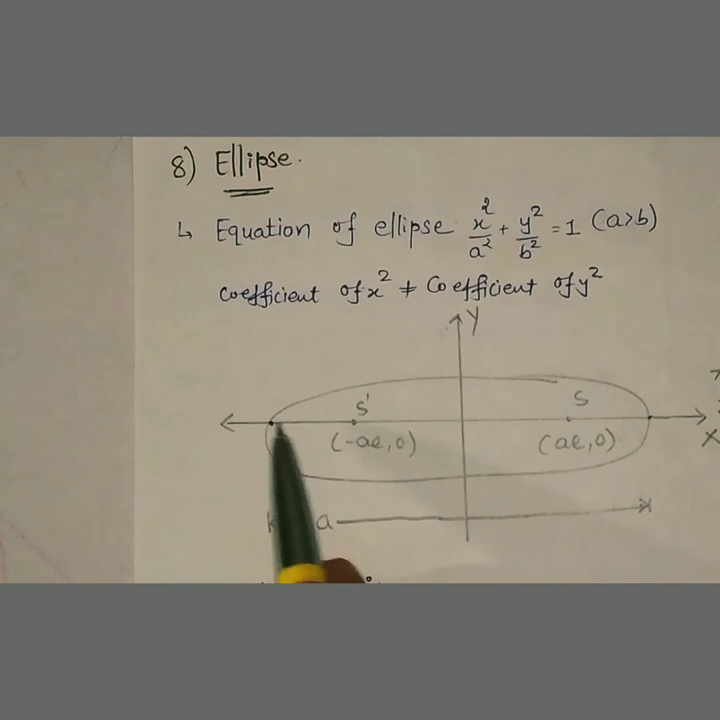 8) Ellipse.
↳ Equation of ellipse x²/a² + y²/b² = 1 (a>b)
coefficient of x² ≠ Coefficient of y²
Y
S' S
(-ae,0) (ae,0)
X
a